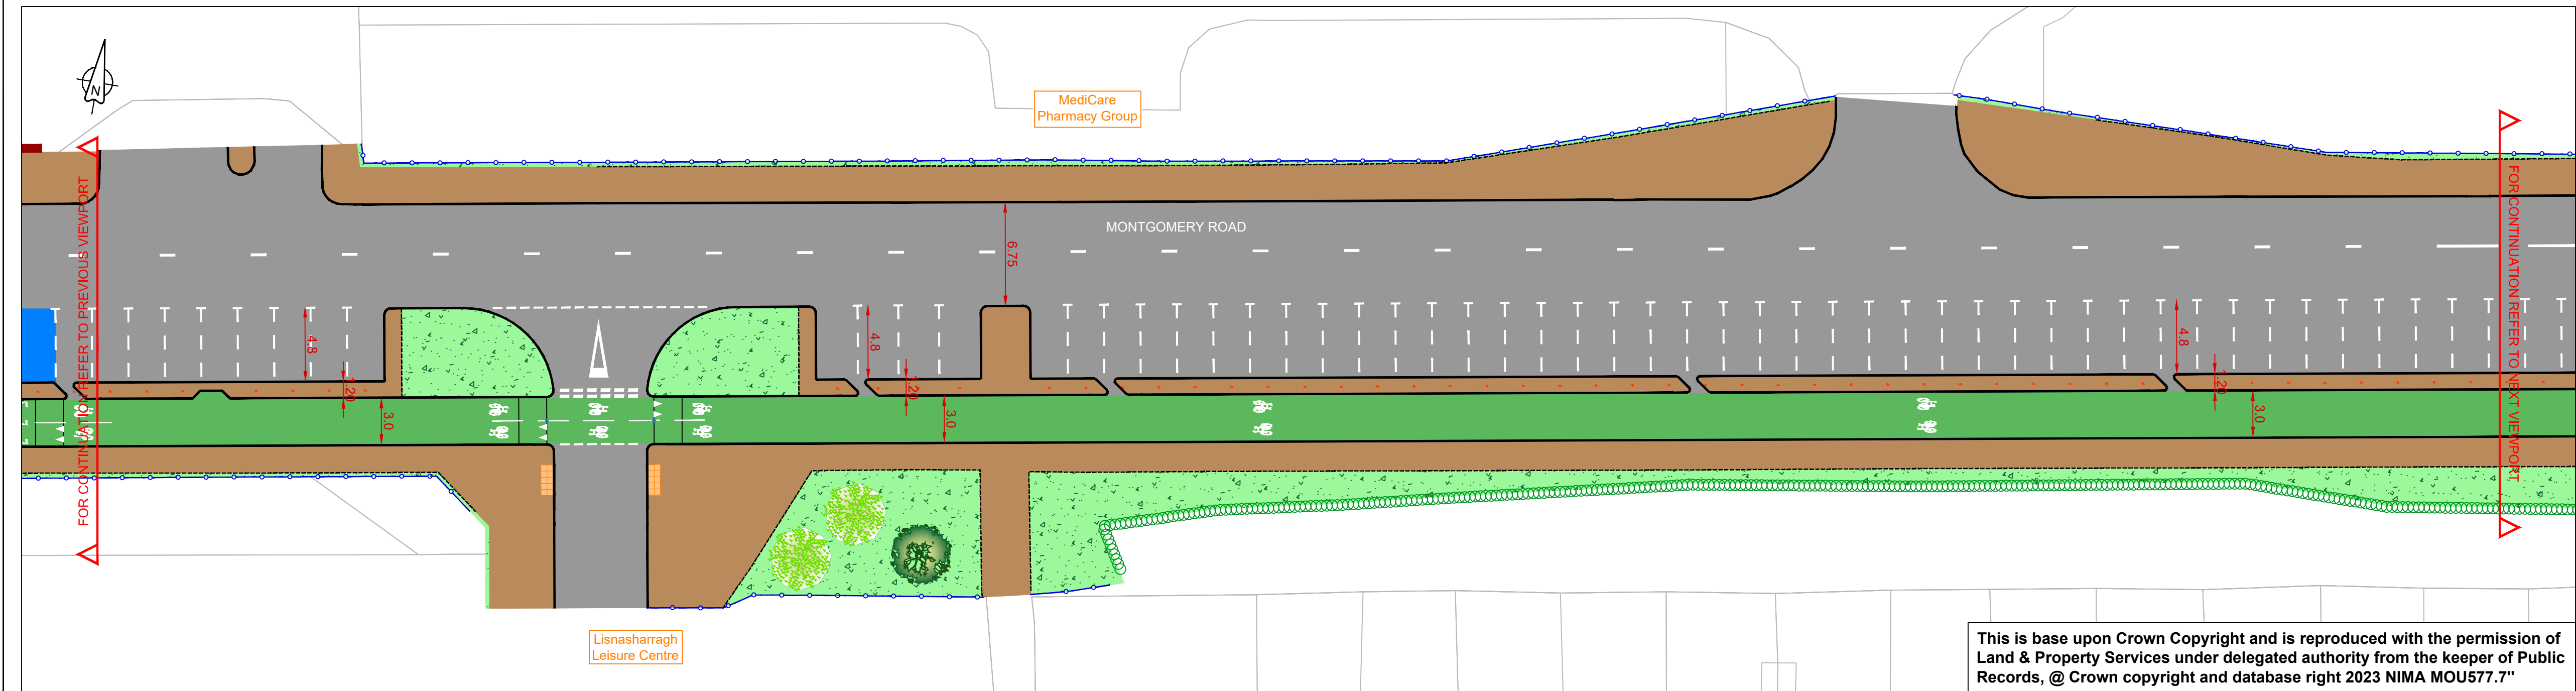 N
MediCare
Pharmacy Group
MONTGOMERY ROAD
FOR CONTINUATION REFER TO PREVIOUS VIEWPORT
FOR CONTINUATION REFER TO NEXT VIEWPORT
6.75
4.8
4.8
4.8
1.20
1.20
1.20
3.0
3.0
3.0
Lisnasharragh
Leisure Centre
This is base upon Crown Copyright and is reproduced with the permission of
Land & Property Services under delegated authority from the keeper of Public
Records, @ Crown copyright and database right 2023 NIMA MOU577.7"